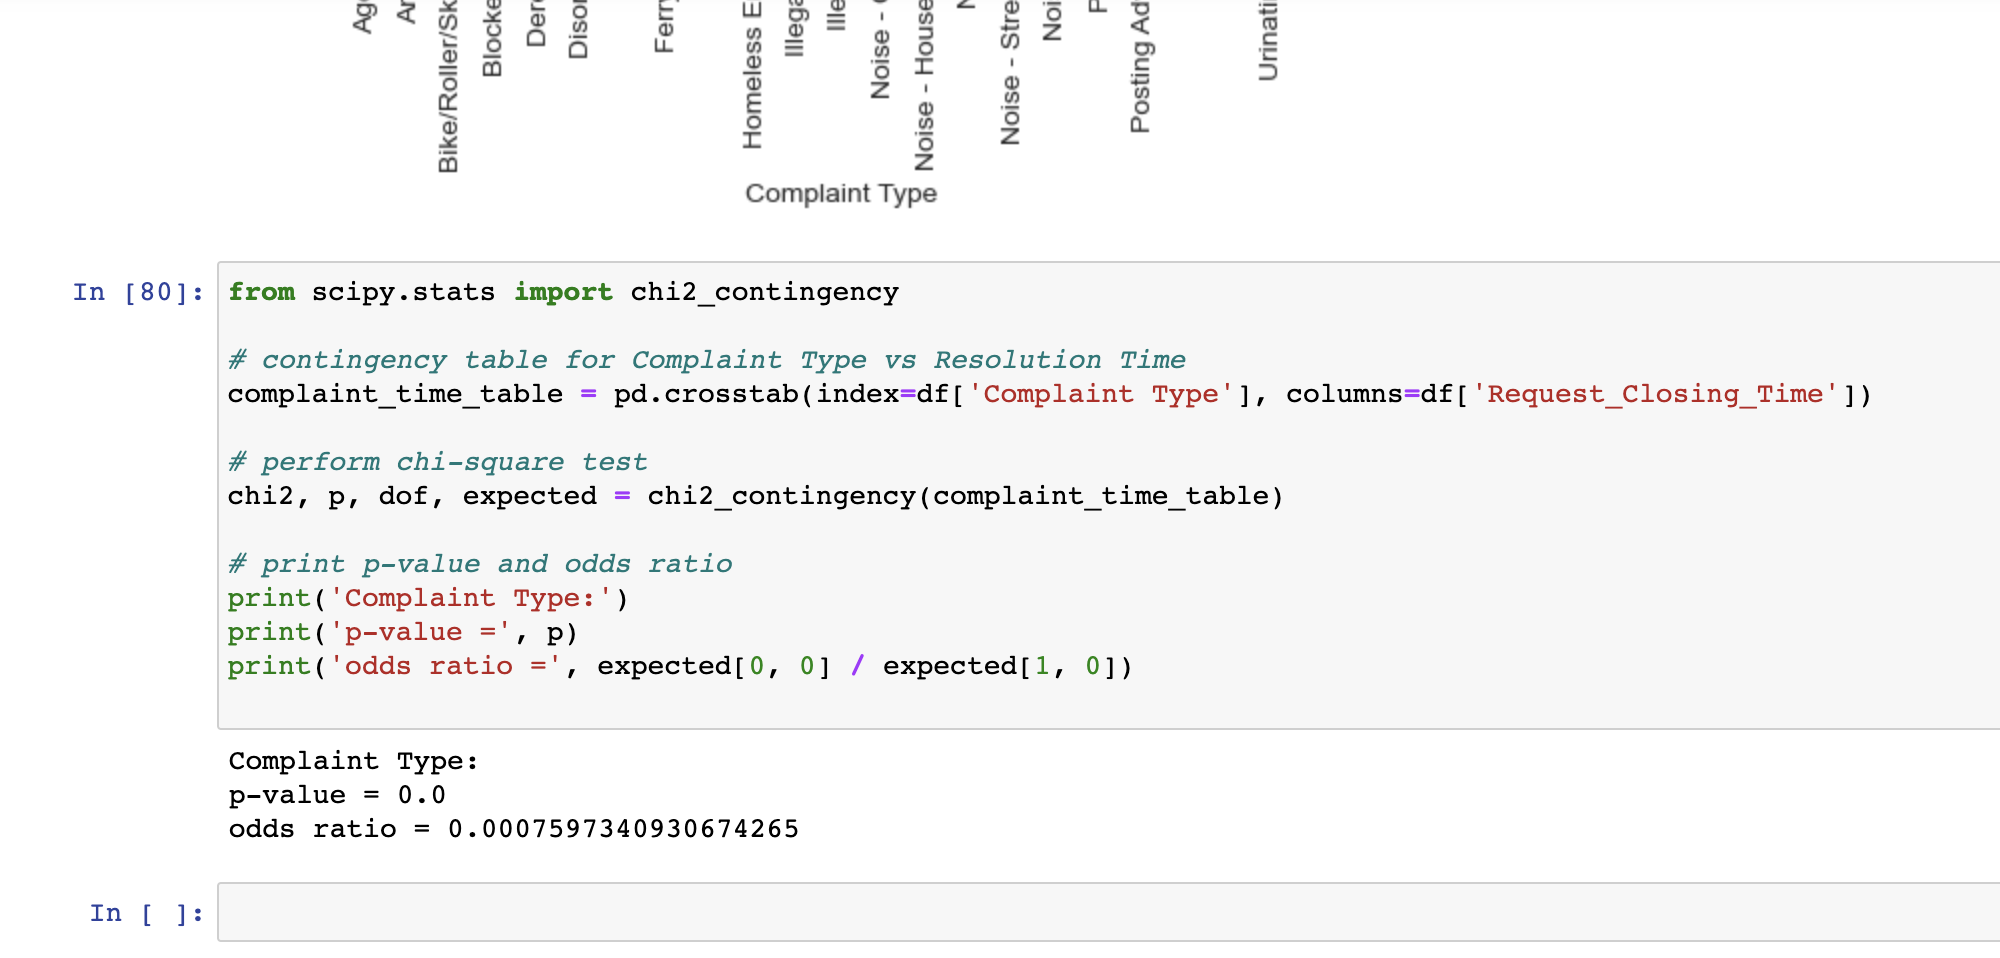 Bike/Roller/Sk
Homeless E
Noise -
Noise - House
Noise - Stre
Posting Ad
Urinati
Complaint Type
In [80]:
from scipy.stats import chi2_contingency
# contingency table for Complaint Type vs Resolution Time
complaint_time_table = pd.crosstab(index=df['Complaint Type'], columns=df['Request_Closing_Time'])
# perform chi-square test
chi2, p, dof, expected = chi2_contingency(complaint_time_table)
# print p-value and odds ratio
print('Complaint Type:')
print('p-value =', p)
print('odds ratio =', expected[0, 0] / expected[1, 0])
Complaint Type:
p-value = 0.0
odds ratio = 0.0007597340930674265
In [ ]: